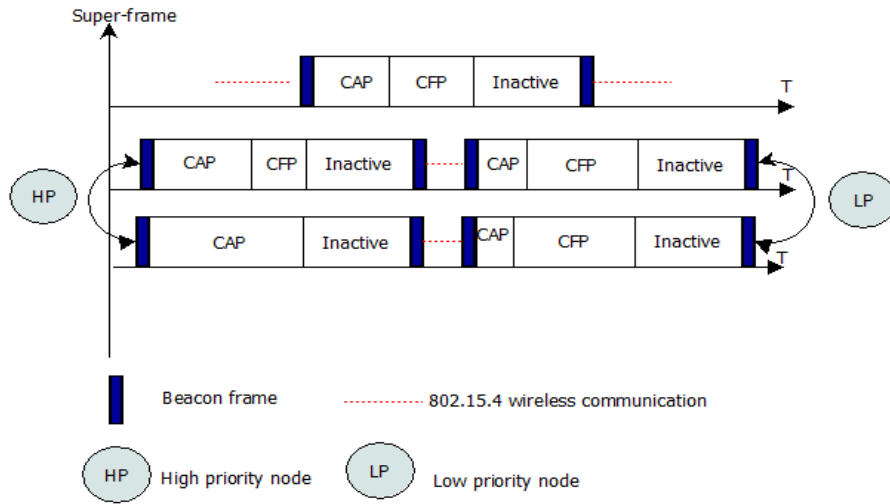 Super-frame
CAP CFP Inactive T
CAP CFP Inactive CAP CFP Inactive T
HP LP
CAP Inactive CAP CFP Inactive T
Beacon frame 802.15.4 wireless communication
HP High priority node LP Low priority node